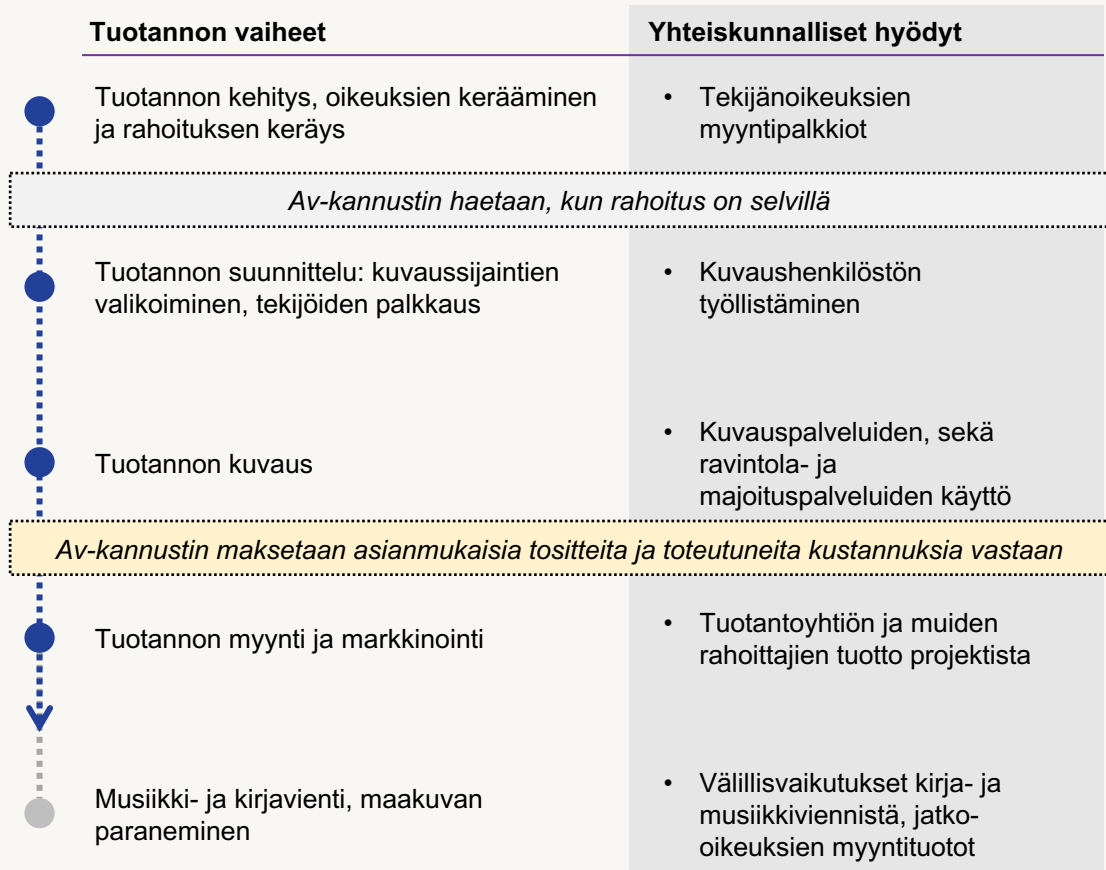 Tuotannon vaiheet
Yhteiskunnalliset hyödyt
Tuotannon kehitys, oikeuksien kerääminen
ja rahoituksen keräys
• Tekijänoikeuksien
myyntipalkkiot
Av-kannustin haetaan, kun rahoitus on selvillä
Tuotannon suunnittelu: kuvaussijaintien
valikoiminen, tekijöiden palkkaus
• Kuvaushenkilöstön
työllistäminen
Tuotannon kuvaus
• Kuvauspalveluiden, sekä
ravintola- ja
majoituspalveluiden käyttö
Av-kannustin maksetaan asianmukaisia tositteita ja toteutuneita kustannuksia vastaan
Tuotannon myynti ja markkinointi
• Tuotantoyhtiön ja muiden
rahoittajien tuotto projektista
Musiikki- ja kirjavienti, maakuvan
paraneminen
• Välillisvaikutukset kirja- ja
musiikkiviennistä, jatko-
oikeuksien myyntituotot